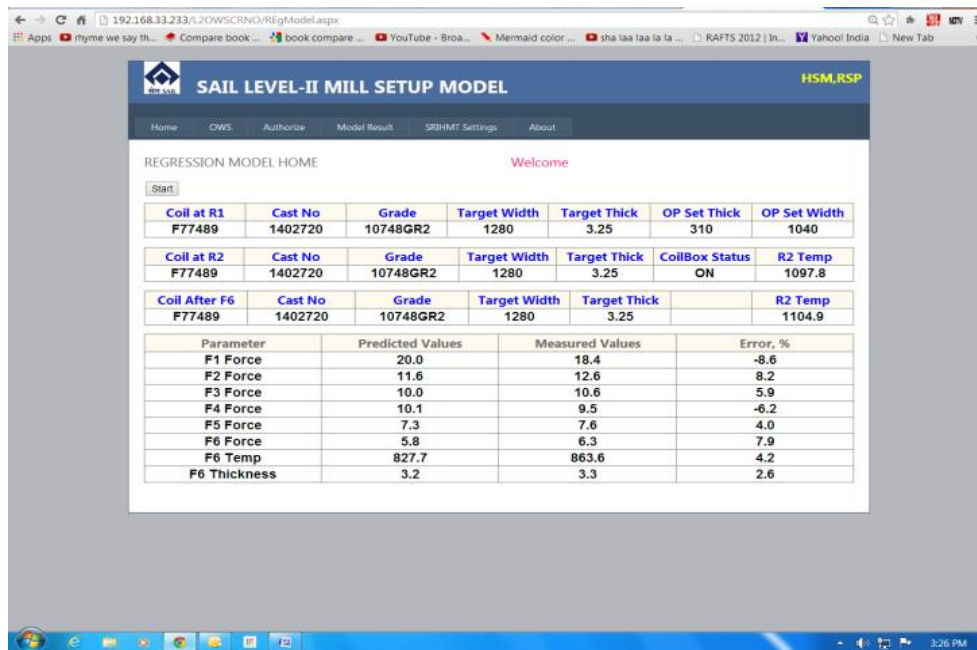 192.168.33.233/L2OWSCRNO/REgModel.aspx
Apps rhyme we say th... Compare book ... book compare ... YouTube - Broa... Mermaid color ... sha laa laa la la ... RAFTS 2012 | In... Yahoo! India New Tab
SAIL LEVEL-II MILL SETUP MODEL
HSM,RSP
Home OWS Authorize Model Result SRIHMT Settings About
REGRESSION MODEL HOME Welcome
Start
Coil at R1 Cast No Grade Target Width Target Thick OP Set Thick OP Set Width
F77489 1402720 10748GR2 1280 3.25 310 1040
Coil at R2 Cast No Grade Target Width Target Thick CoilBox Status R2 Temp
F77489 1402720 10748GR2 1280 3.25 ON 1097.8
Coil After F6 Cast No Grade Target Width Target Thick R2 Temp
F77489 1402720 10748GR2 1280 3.25 1104.9
Parameter Predicted Values Measured Values Error, %
F1 Force 20.0 18.4 -8.6
F2 Force 11.6 12.6 8.2
F3 Force 10.0 10.6 5.9
F4 Force 10.1 9.5 -6.2
F5 Force 7.3 7.6 4.0
F6 Force 5.8 6.3 7.9
F6 Temp 827.7 863.6 4.2
F6 Thickness 3.2 3.3 2.6
3:26 PM